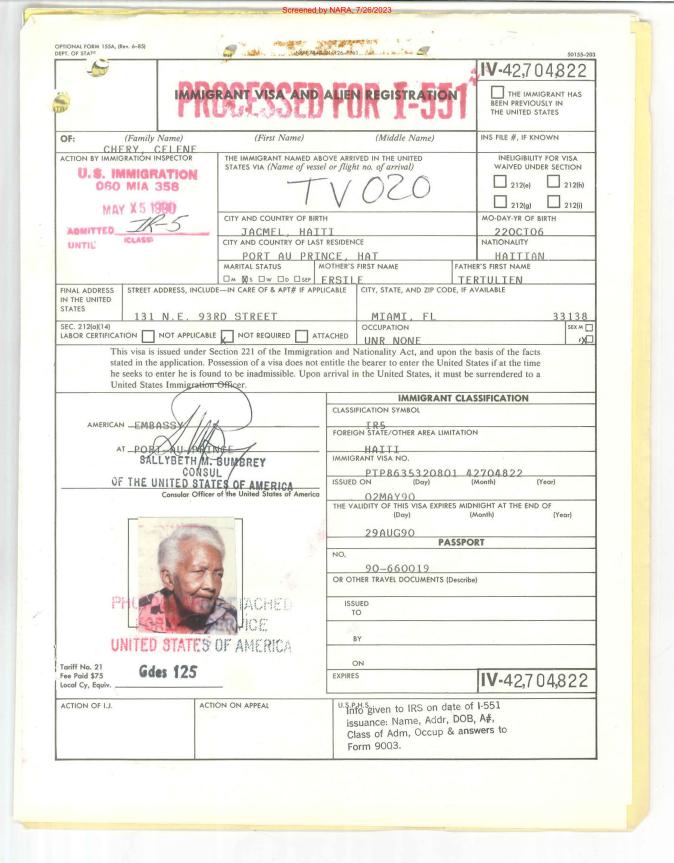 Screened by NARA, 7/26/2023
OPTIONAL FORM 155A, (Rev. 6-85)
DEPT. OF STATE
50155-203
IV-42,704,822
IMMIGRANT VISA AND ALIEN REGISTRATION
PROCESSED FOR I-551
THE IMMIGRANT HAS
BEEN PREVIOUSLY IN
THE UNITED STATES
OF: (Family Name) (First Name) (Middle Name)
CHERY, CELENE
INS FILE #, IF KNOWN
ACTION BY IMMIGRATION INSPECTOR
U.S. IMMIGRATION
060 MIA 358
MAY X5 1990
ADMITTED IR-5
(CLASS)
UNTIL
THE IMMIGRANT NAMED ABOVE ARRIVED IN THE UNITED
STATES VIA (Name of vessel or flight no. of arrival)
TV 020
INELIGIBILITY FOR VISA
WAIVED UNDER SECTION
212(e) 212(h)
212(g) 212(i)
CITY AND COUNTRY OF BIRTH
JACMEL, HAITI
MO-DAY-YR OF BIRTH
22OCT06
CITY AND COUNTRY OF LAST RESIDENCE
PORT AU PRINCE, HAT
NATIONALITY
HAITIAN
MARITAL STATUS
M X S W D SEP
MOTHER'S FIRST NAME
ERSILE
FATHER'S FIRST NAME
TERTULIEN
FINAL ADDRESS
IN THE UNITED
STATES
STREET ADDRESS, INCLUDE—IN CARE OF & APT# IF APPLICABLE
131 N.E. 93RD STREET
CITY, STATE, AND ZIP CODE, IF AVAILABLE
MIAMI, FL 33138
SEC. 212(a)(14)
LABOR CERTIFICATION NOT APPLICABLE X NOT REQUIRED ATTACHED
OCCUPATION
UNR NONE
SEX M
F X
This visa is issued under Section 221 of the Immigration and Nationality Act, and upon the basis of the facts
stated in the application. Possession of a visa does not entitle the bearer to enter the United States if at the time
he seeks to enter he is found to be inadmissible. Upon arrival in the United States, it must be surrendered to a
United States Immigration Officer.
AMERICAN EMBASSY
AT PORT AU PRINCE
SALLYBETH M. BUMBREY
CONSUL
OF THE UNITED STATES OF AMERICA
Consular Officer of the United States of America
IMMIGRANT CLASSIFICATION
CLASSIFICATION SYMBOL
IR5
FOREIGN STATE/OTHER AREA LIMITATION
HAITI
IMMIGRANT VISA NO.
PTP8635320801 42704822
ISSUED ON (Day) (Month) (Year)
02MAY90
THE VALIDITY OF THIS VISA EXPIRES MIDNIGHT AT THE END OF
(Day) (Month) (Year)
29AUG90
PASSPORT
NO.
90-660019
OR OTHER TRAVEL DOCUMENTS (Describe)
ISSUED
TO
BY
ON
EXPIRES
IV-42,704,822
UNITED STATES OF AMERICA
Tariff No. 21
Fee Paid $75
Local Cy, Equiv.
Gdes 125
ACTION OF I.J.
ACTION ON APPEAL
U.S.P.H.S.
Info given to IRS on date of I-551
issuance: Name, Addr, DOB, A#,
Class of Adm, Occup & answers to
Form 9003.